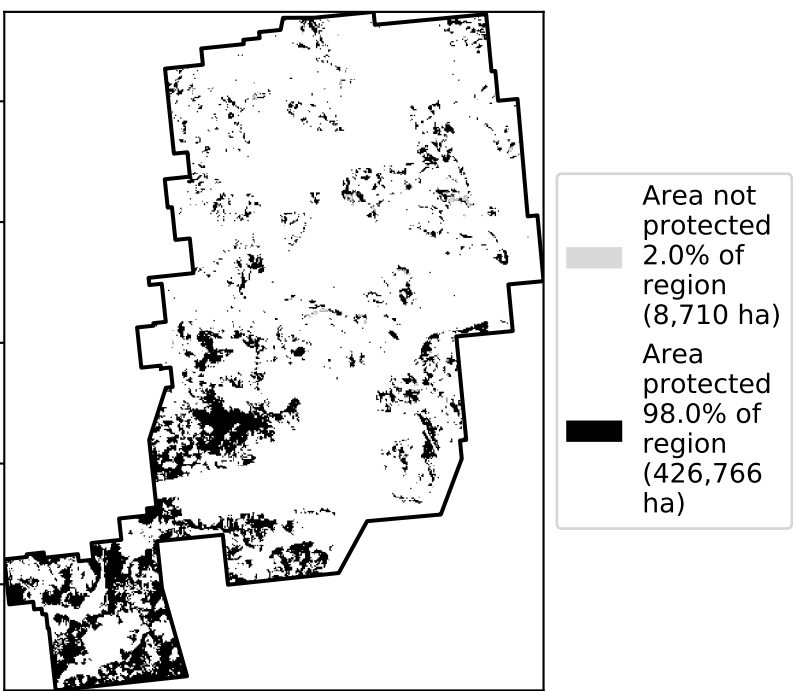 Area not
protected
2.0% of
region
(8,710 ha)
Area
protected
98.0% of
region
(426,766
ha)